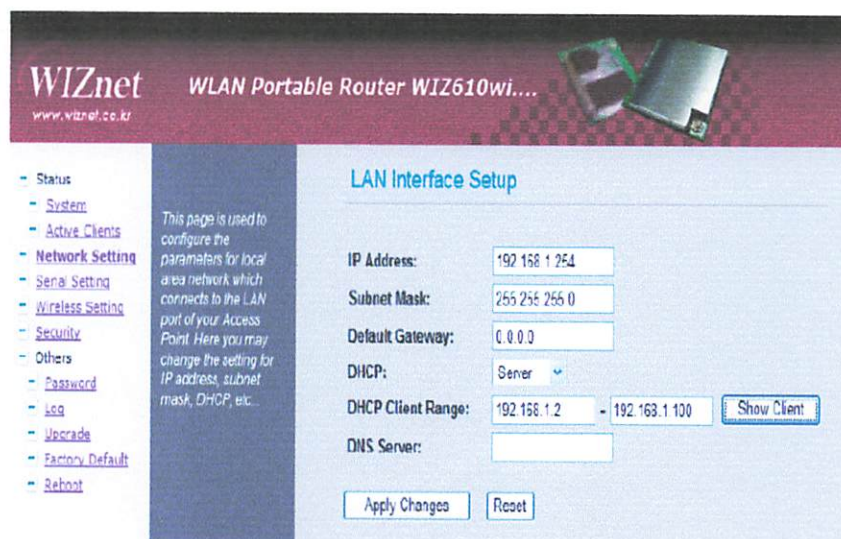 WIZnet
www.wiznet.co.kr
WLAN Portable Router WIZ610wi....
- Status
- System
- Active Clients
- Network Setting
- Serial Setting
- Wireless Setting
- Security
- Others
- Password
- Log
- Upgrade
- Factory Default
- Reboot
This page is used to
configure the
parameters for local
area network which
connects to the LAN
port of your Access
Point. Here you may
change the setting for
IP address, subnet
mask, DHCP, etc...
LAN Interface Setup
IP Address: 192.168.1.254
Subnet Mask: 255.255.255.0
Default Gateway: 0.0.0.0
DHCP: Server
DHCP Client Range: 192.168.1.2 - 192.168.1.100 Show Client
DNS Server:
Apply Changes Reset